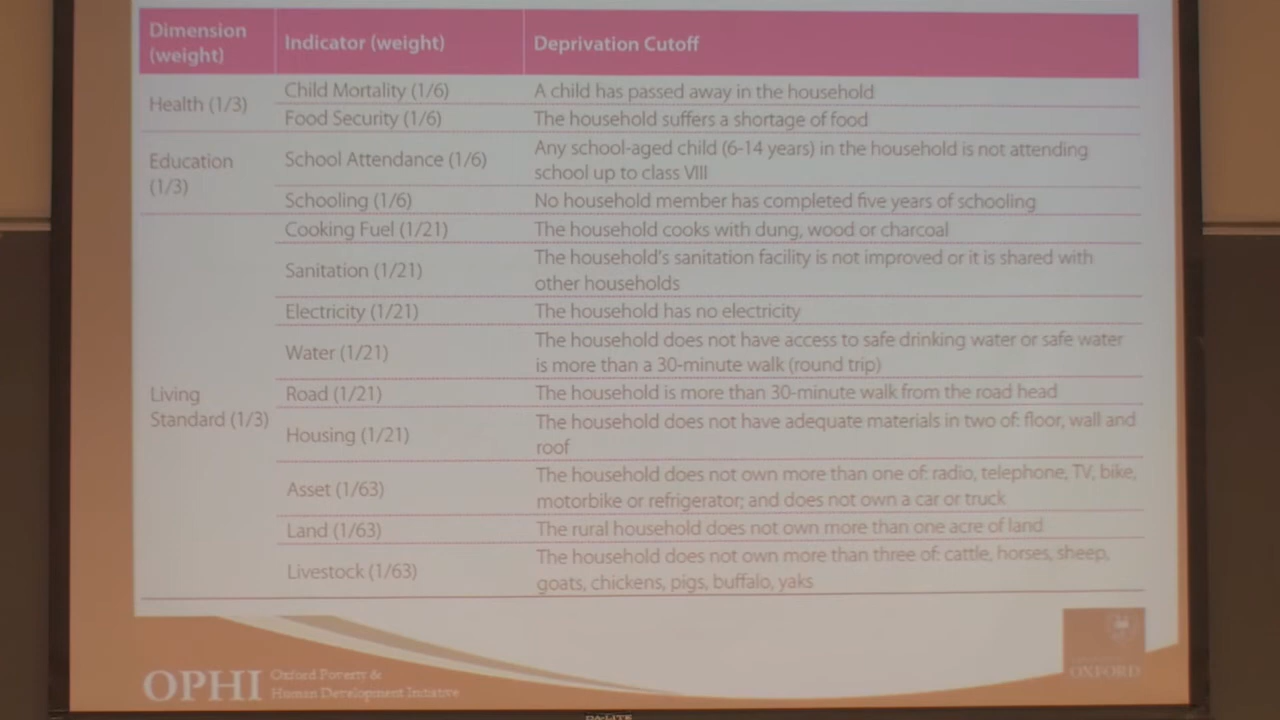 Dimension (weight) Indicator (weight) Deprivation Cutoff
Health (1/3)
Child Mortality (1/6) A child has passed away in the household
Food Security (1/6) The household suffers a shortage of food
Education
(1/3)
School Attendance (1/6) Any school-aged child (6-14 years) in the household is not attending
school up to class VIII
Schooling (1/6) No household member has completed five years of schooling
Living
Standard (1/3)
Cooking Fuel (1/21) The household cooks with dung, wood or charcoal
Sanitation (1/21) The household's sanitation facility is not improved or it is shared with
other households
Electricity (1/21) The household has no electricity
Water (1/21) The household does not have access to safe drinking water or safe water
is more than a 30-minute walk (round trip)
Road (1/21) The household is more than 30-minute walk from the road head
Housing (1/21) The household does not have adequate materials in two of: floor, wall and
roof
Asset (1/63) The household does not own more than one of: radio, telephone, TV, bike,
motorbike or refrigerator; and does not own a car or truck
Land (1/63) The rural household does not own more than one acre of land
Livestock (1/63) The household does not own more than three of: cattle, horses, sheep,
goats, chickens, pigs, buffalo, yaks
OPHI Oxford Poverty &
Human Development Initiative
OXFORD
DA-LITE